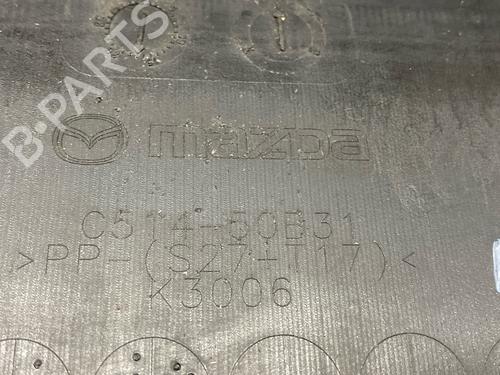 B-PARTS
mazda
C514-50B31
>PP-(S27+T17)<
K3006